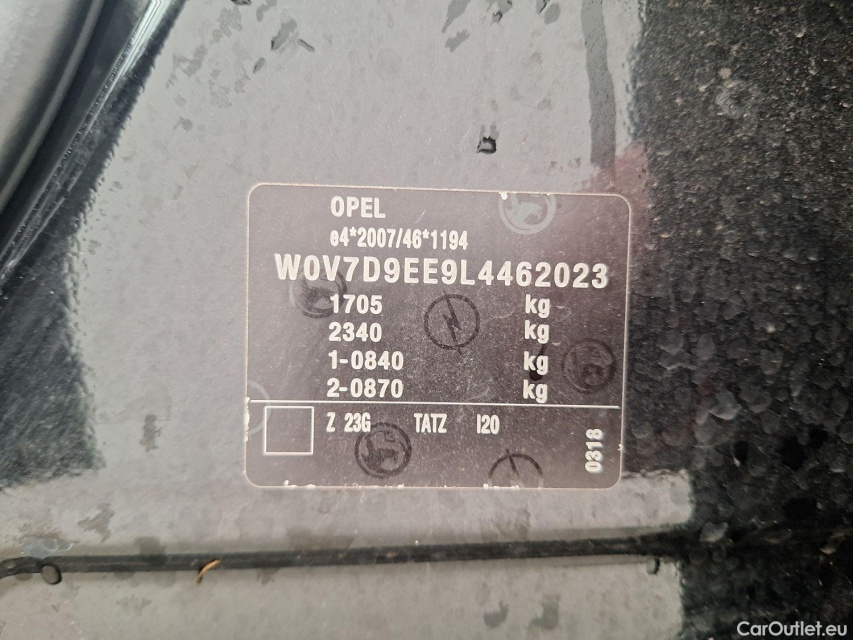 OPEL
e4*2007/46*1194
W0V7D9EE9L4462023
1705 kg
2340 kg
1-0840 kg
2-0870 kg
Z 23G TATZ I20
0318
CarOutlet.eu